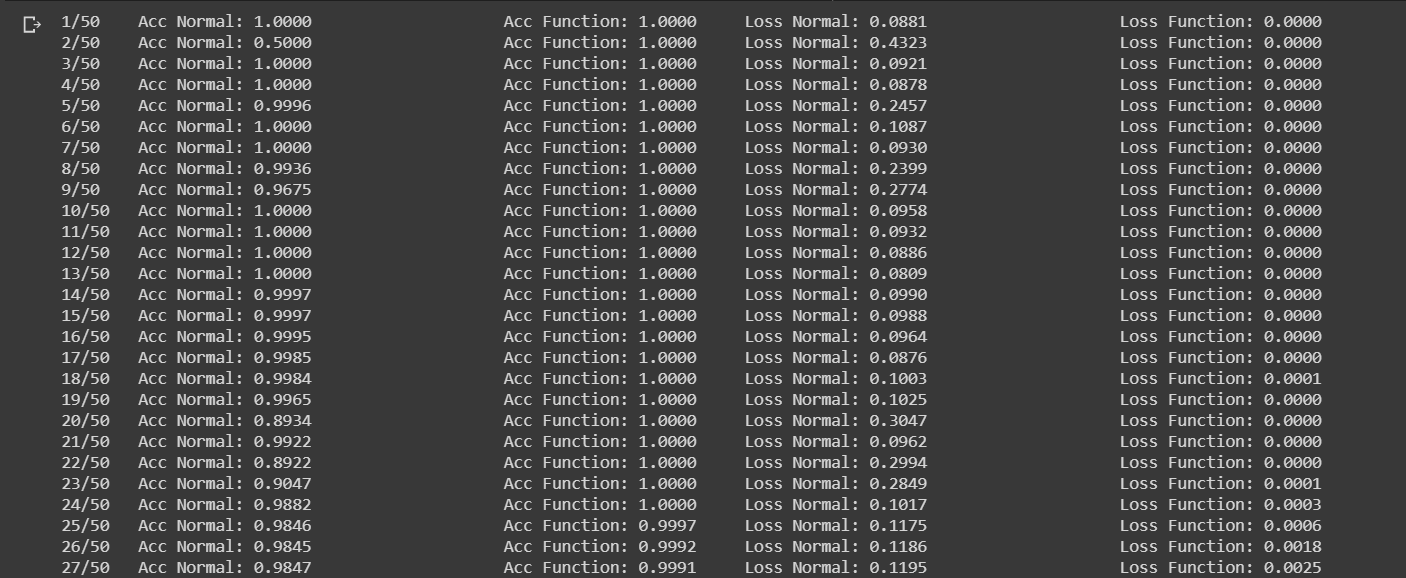 1/50 Acc Normal: 1.0000 Acc Function: 1.0000 Loss Normal: 0.0881 Loss Function: 0.0000
2/50 Acc Normal: 0.5000 Acc Function: 1.0000 Loss Normal: 0.4323 Loss Function: 0.0000
3/50 Acc Normal: 1.0000 Acc Function: 1.0000 Loss Normal: 0.0921 Loss Function: 0.0000
4/50 Acc Normal: 1.0000 Acc Function: 1.0000 Loss Normal: 0.0878 Loss Function: 0.0000
5/50 Acc Normal: 0.9996 Acc Function: 1.0000 Loss Normal: 0.2457 Loss Function: 0.0000
6/50 Acc Normal: 1.0000 Acc Function: 1.0000 Loss Normal: 0.1087 Loss Function: 0.0000
7/50 Acc Normal: 1.0000 Acc Function: 1.0000 Loss Normal: 0.0930 Loss Function: 0.0000
8/50 Acc Normal: 0.9936 Acc Function: 1.0000 Loss Normal: 0.2399 Loss Function: 0.0000
9/50 Acc Normal: 0.9675 Acc Function: 1.0000 Loss Normal: 0.2774 Loss Function: 0.0000
10/50 Acc Normal: 1.0000 Acc Function: 1.0000 Loss Normal: 0.0958 Loss Function: 0.0000
11/50 Acc Normal: 1.0000 Acc Function: 1.0000 Loss Normal: 0.0932 Loss Function: 0.0000
12/50 Acc Normal: 1.0000 Acc Function: 1.0000 Loss Normal: 0.0886 Loss Function: 0.0000
13/50 Acc Normal: 1.0000 Acc Function: 1.0000 Loss Normal: 0.0809 Loss Function: 0.0000
14/50 Acc Normal: 0.9997 Acc Function: 1.0000 Loss Normal: 0.0990 Loss Function: 0.0000
15/50 Acc Normal: 0.9997 Acc Function: 1.0000 Loss Normal: 0.0988 Loss Function: 0.0000
16/50 Acc Normal: 0.9995 Acc Function: 1.0000 Loss Normal: 0.0964 Loss Function: 0.0000
17/50 Acc Normal: 0.9985 Acc Function: 1.0000 Loss Normal: 0.0876 Loss Function: 0.0000
18/50 Acc Normal: 0.9984 Acc Function: 1.0000 Loss Normal: 0.1003 Loss Function: 0.0001
19/50 Acc Normal: 0.9965 Acc Function: 1.0000 Loss Normal: 0.1025 Loss Function: 0.0000
20/50 Acc Normal: 0.8934 Acc Function: 1.0000 Loss Normal: 0.3047 Loss Function: 0.0000
21/50 Acc Normal: 0.9922 Acc Function: 1.0000 Loss Normal: 0.0962 Loss Function: 0.0000
22/50 Acc Normal: 0.8922 Acc Function: 1.0000 Loss Normal: 0.2994 Loss Function: 0.0000
23/50 Acc Normal: 0.9047 Acc Function: 1.0000 Loss Normal: 0.2849 Loss Function: 0.0001
24/50 Acc Normal: 0.9882 Acc Function: 1.0000 Loss Normal: 0.1017 Loss Function: 0.0003
25/50 Acc Normal: 0.9846 Acc Function: 0.9997 Loss Normal: 0.1175 Loss Function: 0.0006
26/50 Acc Normal: 0.9845 Acc Function: 0.9992 Loss Normal: 0.1186 Loss Function: 0.0018
27/50 Acc Normal: 0.9847 Acc Function: 0.9991 Loss Normal: 0.1195 Loss Function: 0.0025